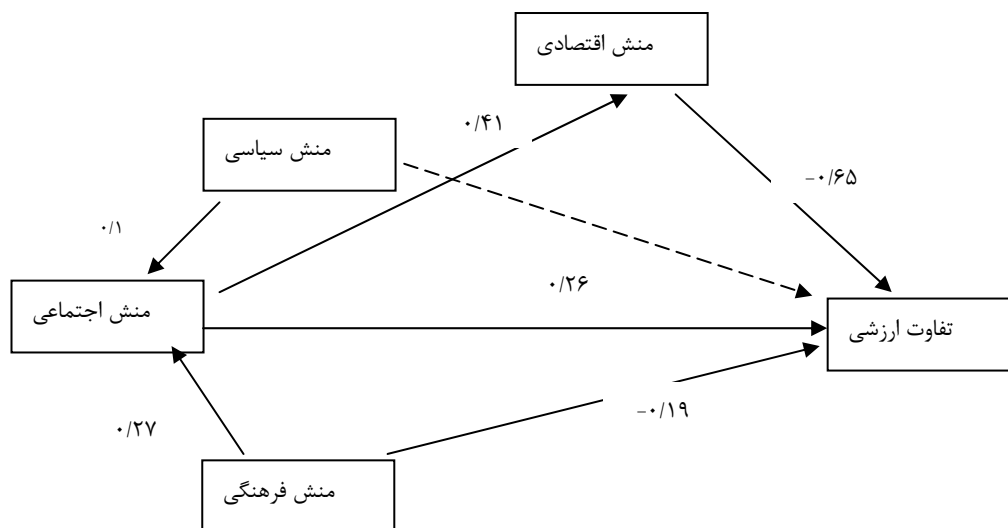 منش اقتصادی
۰/۴۱
منش سیاسی
-۰/۶۵
۰/۱
۰/۲۶
منش اجتماعی
تفاوت ارزشی
-۰/۱۹
۰/۲۷
منش فرهنگی